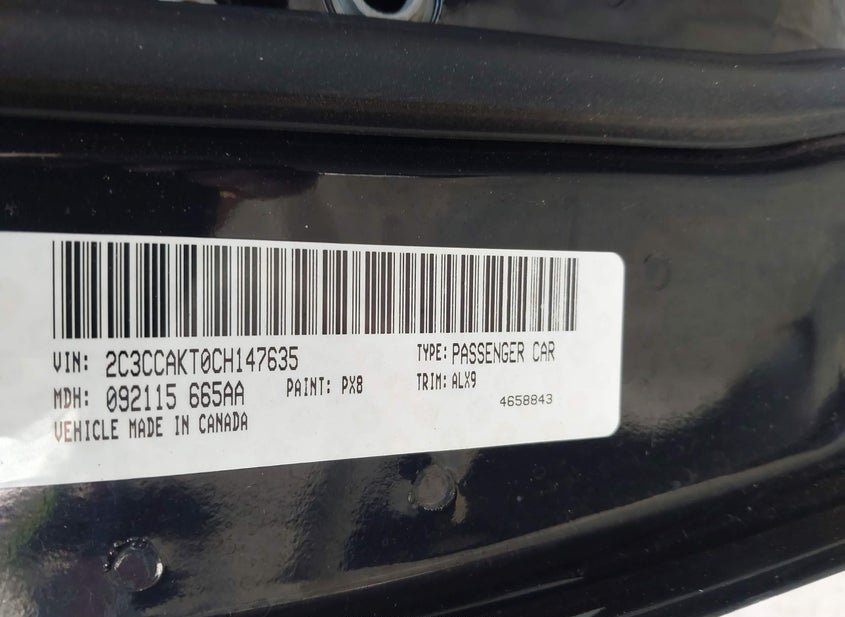 VIN: 2C3CCAKT0CH147635 TYPE: PASSENGER CAR
MDH: 092115 665AA PAINT: PX8 TRIM: ALX9
VEHICLE MADE IN CANADA 4658843